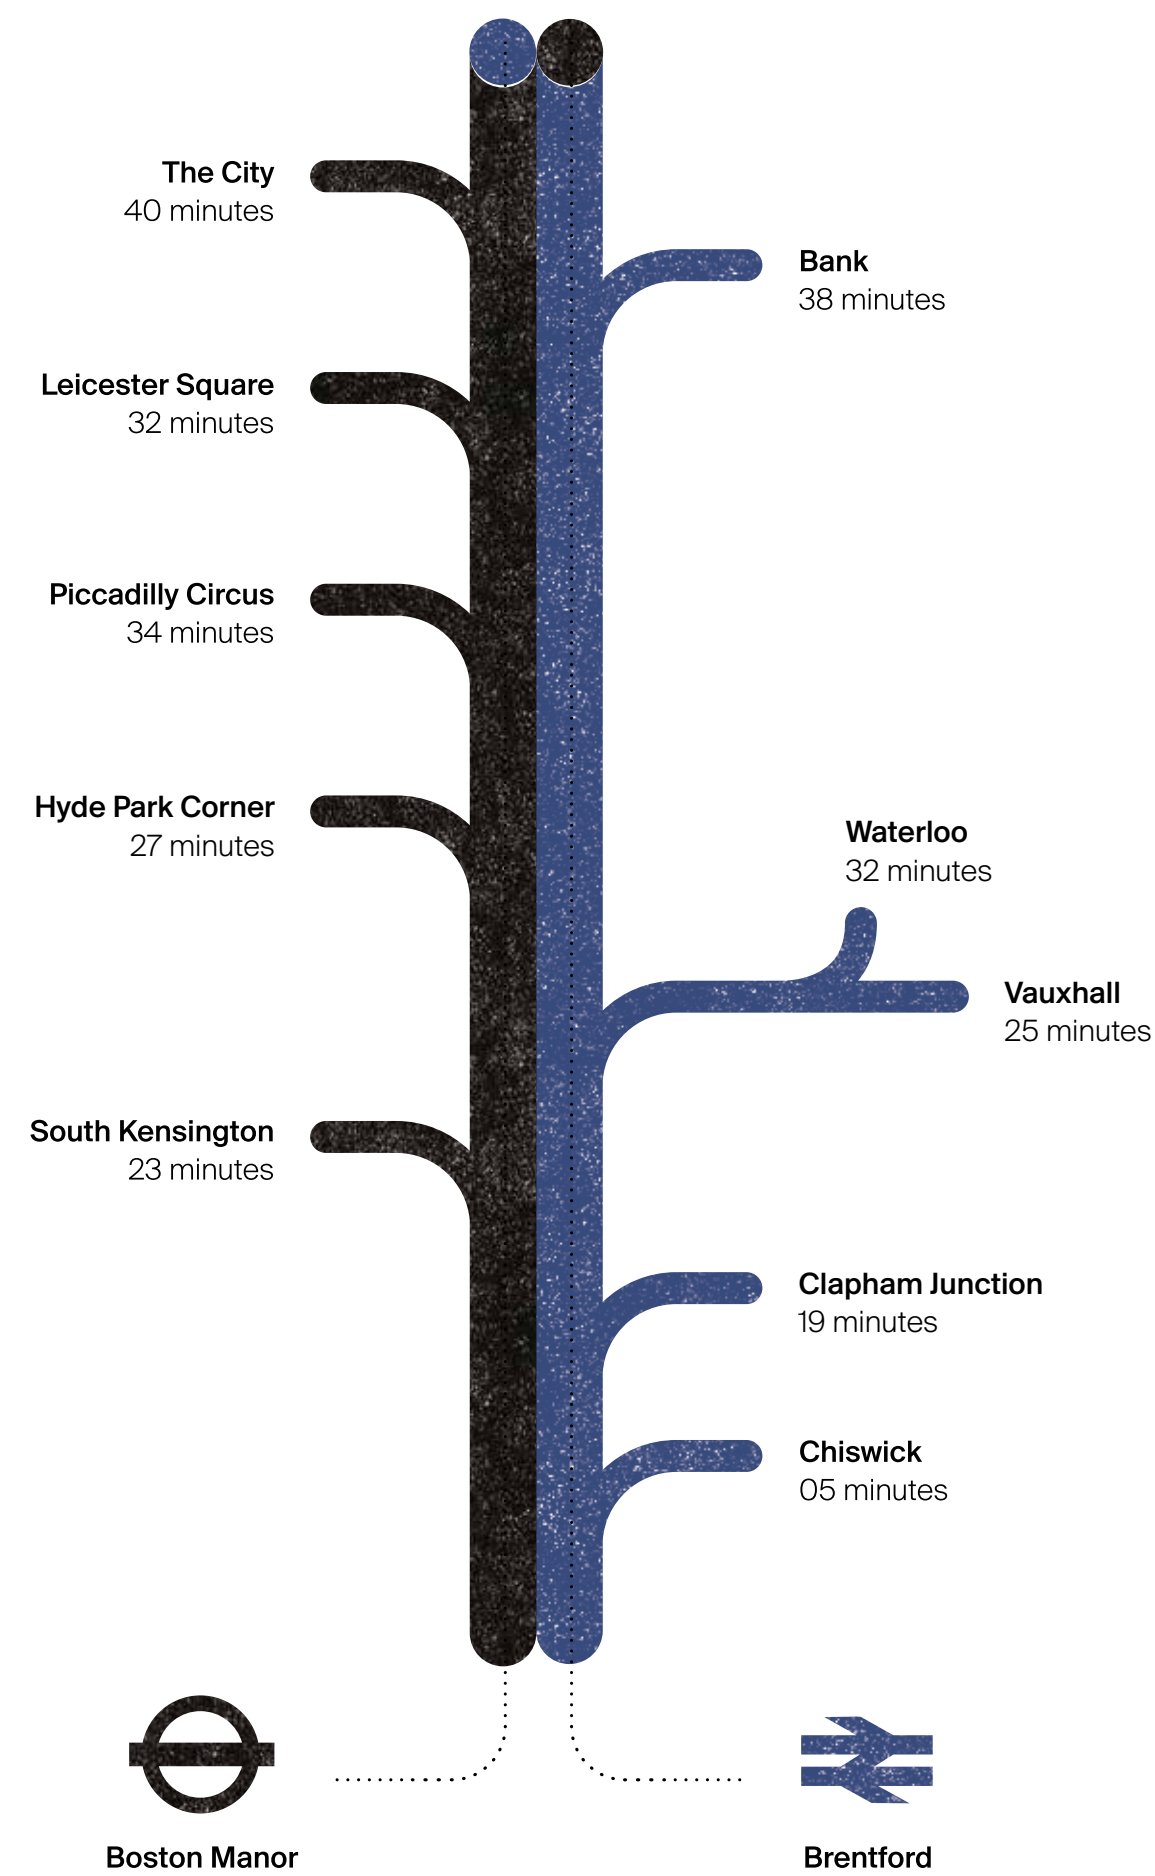 The City
40 minutes
Bank
38 minutes
Leicester Square
32 minutes
Piccadilly Circus
34 minutes
Hyde Park Corner
27 minutes
Waterloo
32 minutes
Vauxhall
25 minutes
South Kensington
23 minutes
Clapham Junction
19 minutes
Chiswick
05 minutes
Boston Manor
Brentford